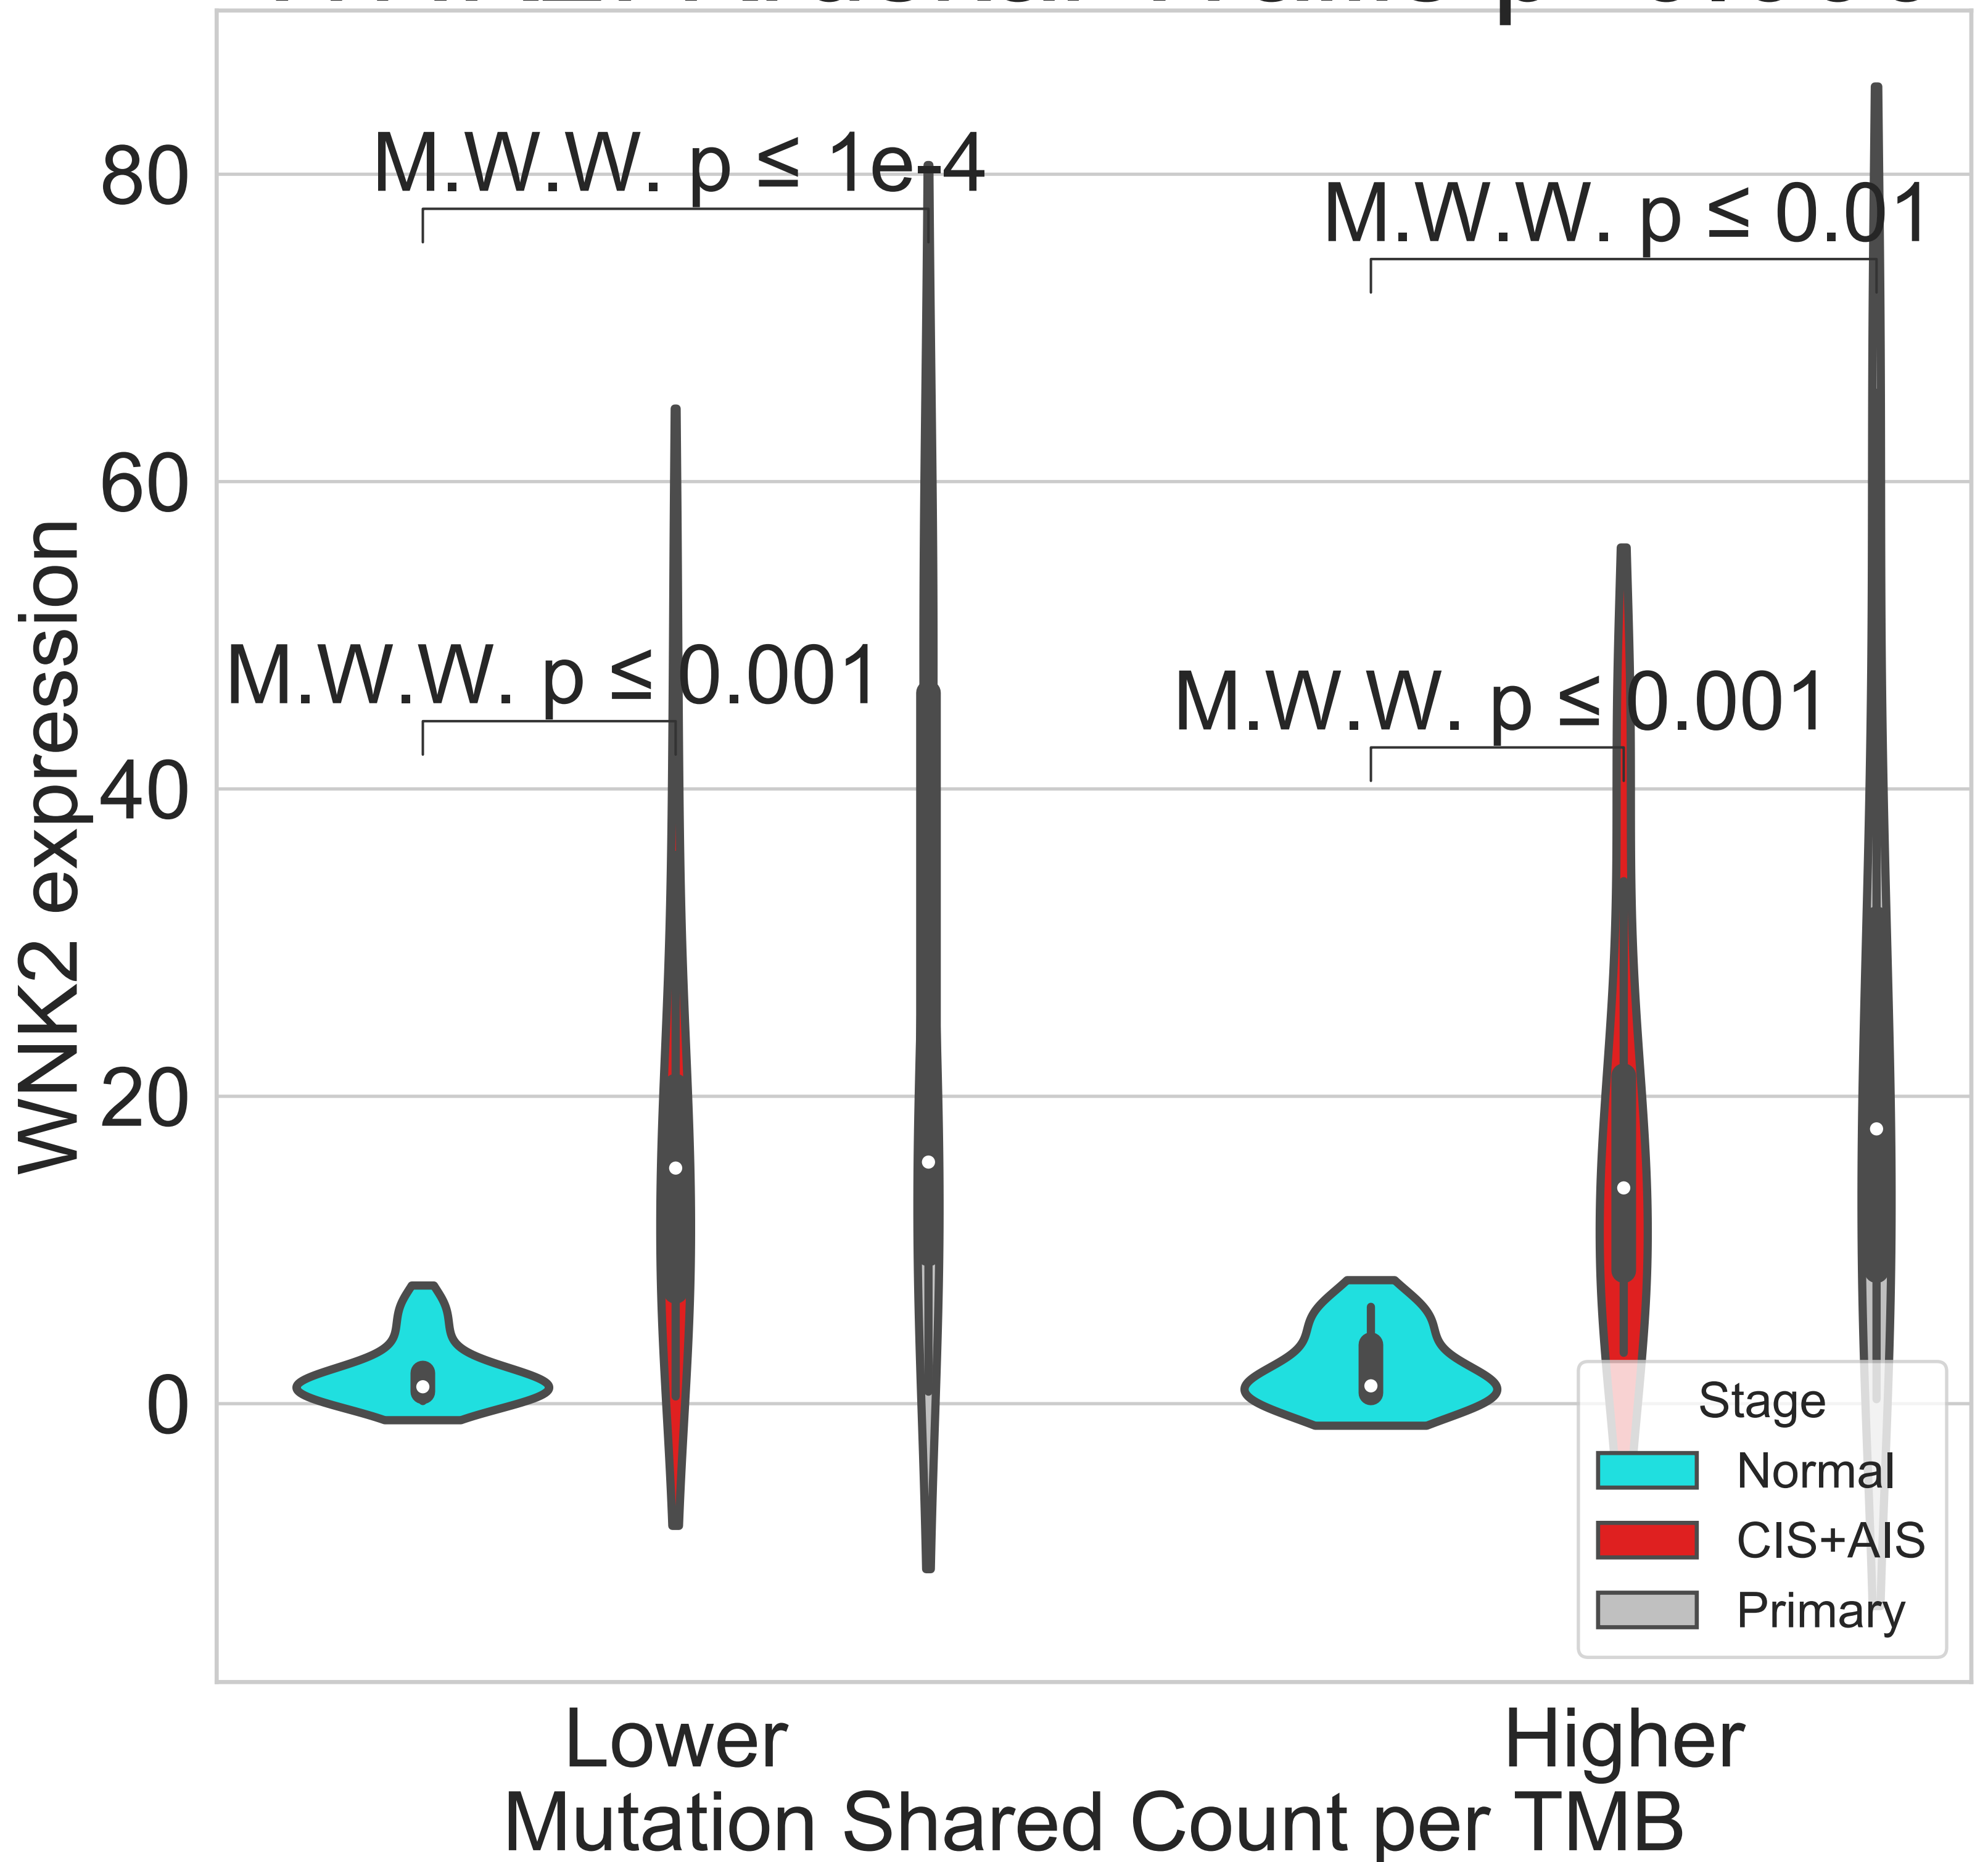 M.W.W. p ≤ 1e-4
M.W.W. p ≤ 0.01
M.W.W. p ≤ 0.001
M.W.W. p ≤ 0.001
WNK2 expression
80
60
40
20
0
Stage
Normal
CIS+AIS
Primary
Lower
Higher
Mutation Shared Count per TMB